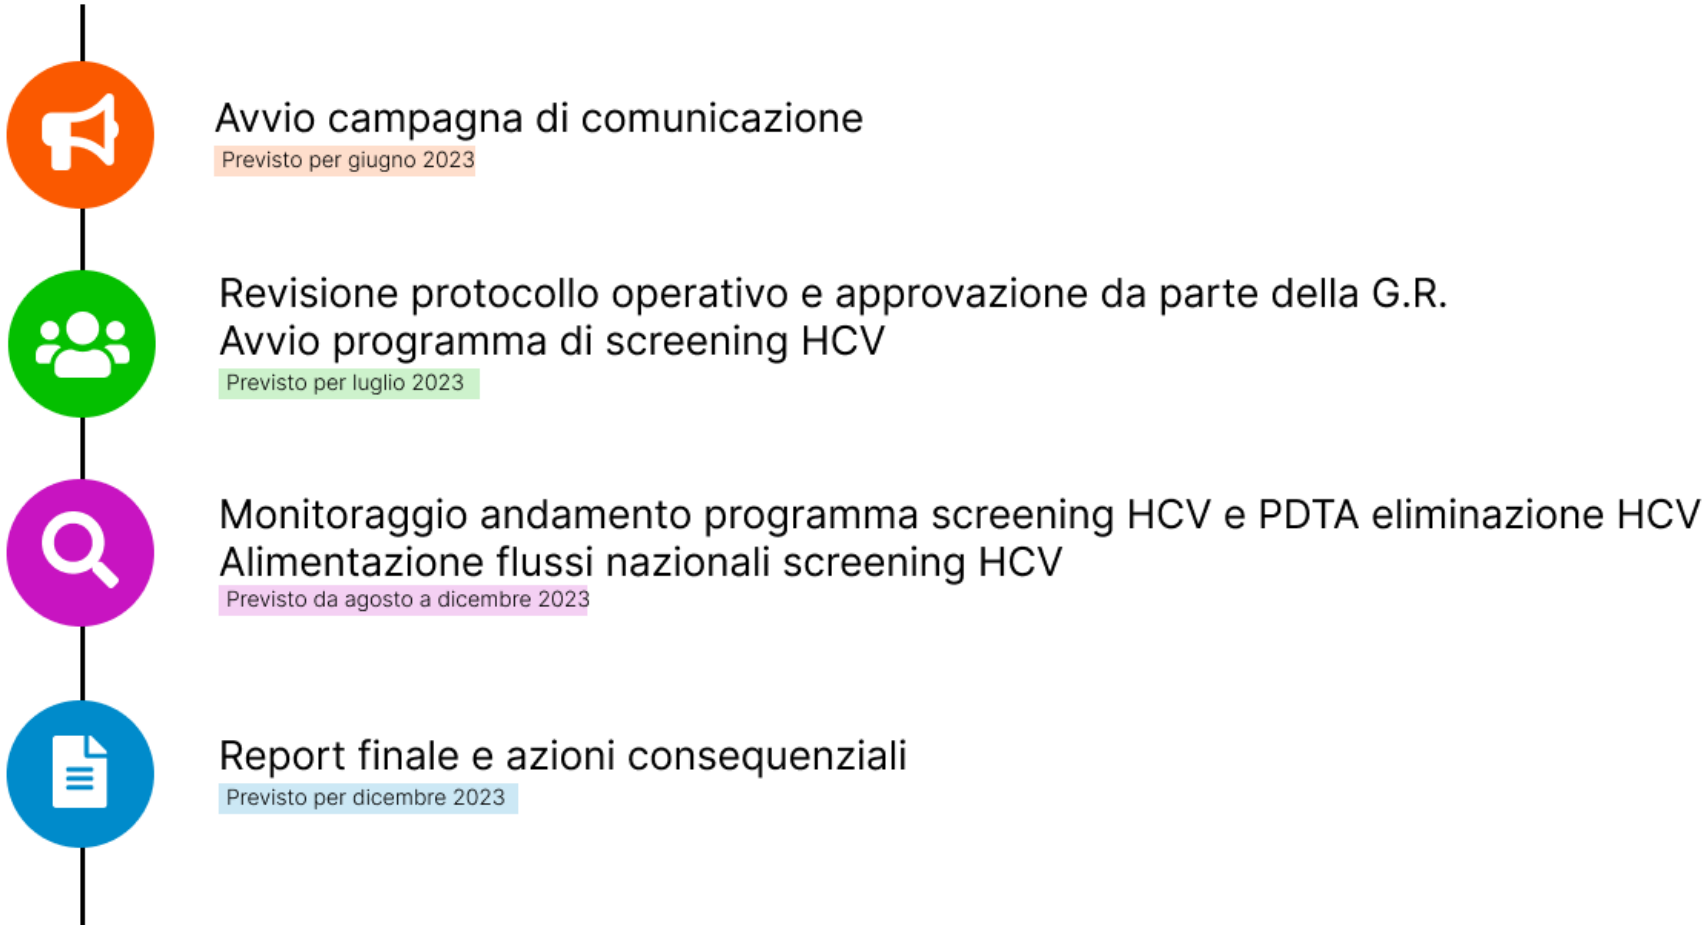 Avvio campagna di comunicazione
Previsto per giugno 2023
Revisione protocollo operativo e approvazione da parte della G.R.
Avvio programma di screening HCV
Previsto per luglio 2023
Monitoraggio andamento programma screening HCV e PDTA eliminazione HCV
Alimentazione flussi nazionali screening HCV
Previsto da agosto a dicembre 2023
Report finale e azioni consequenziali
Previsto per dicembre 2023